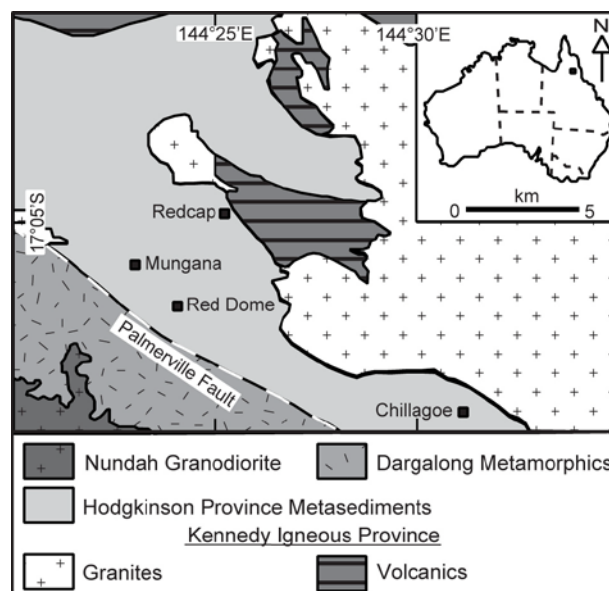 144°25'E
144°30'E
N
km
0 5
17°05'S
Redcap
Mungana
Red Dome
Palmerville Fault
Chillagoe
Nundah Granodiorite
Dargalong Metamorphics
Hodgkinson Province Metasediments
Kennedy Igneous Province
Granites
Volcanics